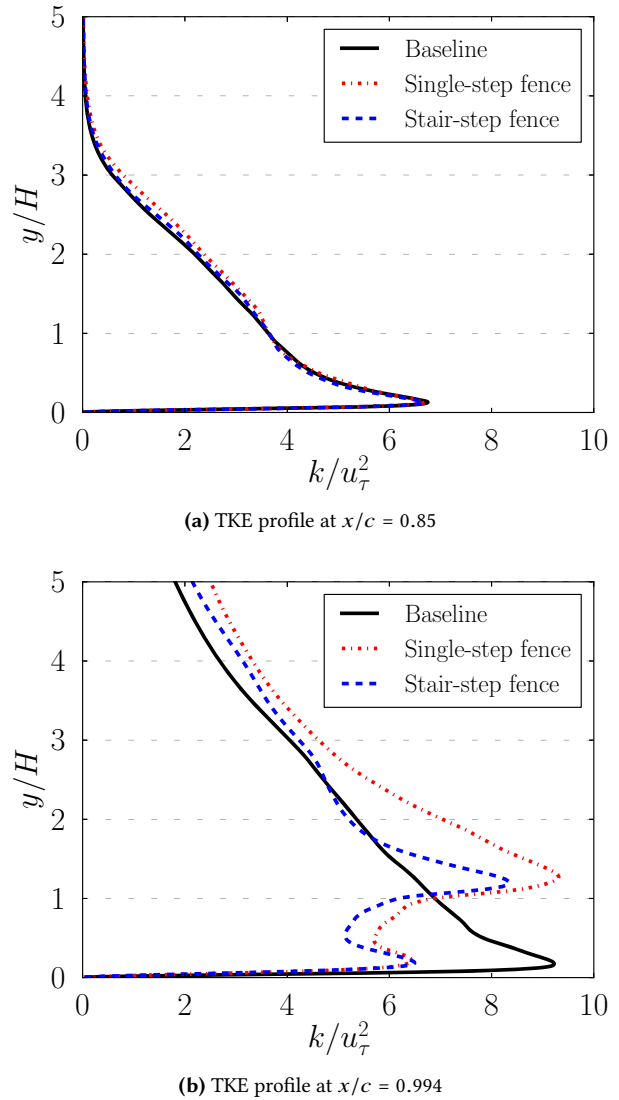 5
4
3
2
1
0
y/H
Baseline
Single-step fence
Stair-step fence
0 2 4 6 8 10
k/u_τ^2
(a) TKE profile at x/c = 0.85
5
4
3
2
1
0
y/H
Baseline
Single-step fence
Stair-step fence
0 2 4 6 8 10
k/u_τ^2
(b) TKE profile at x/c = 0.994